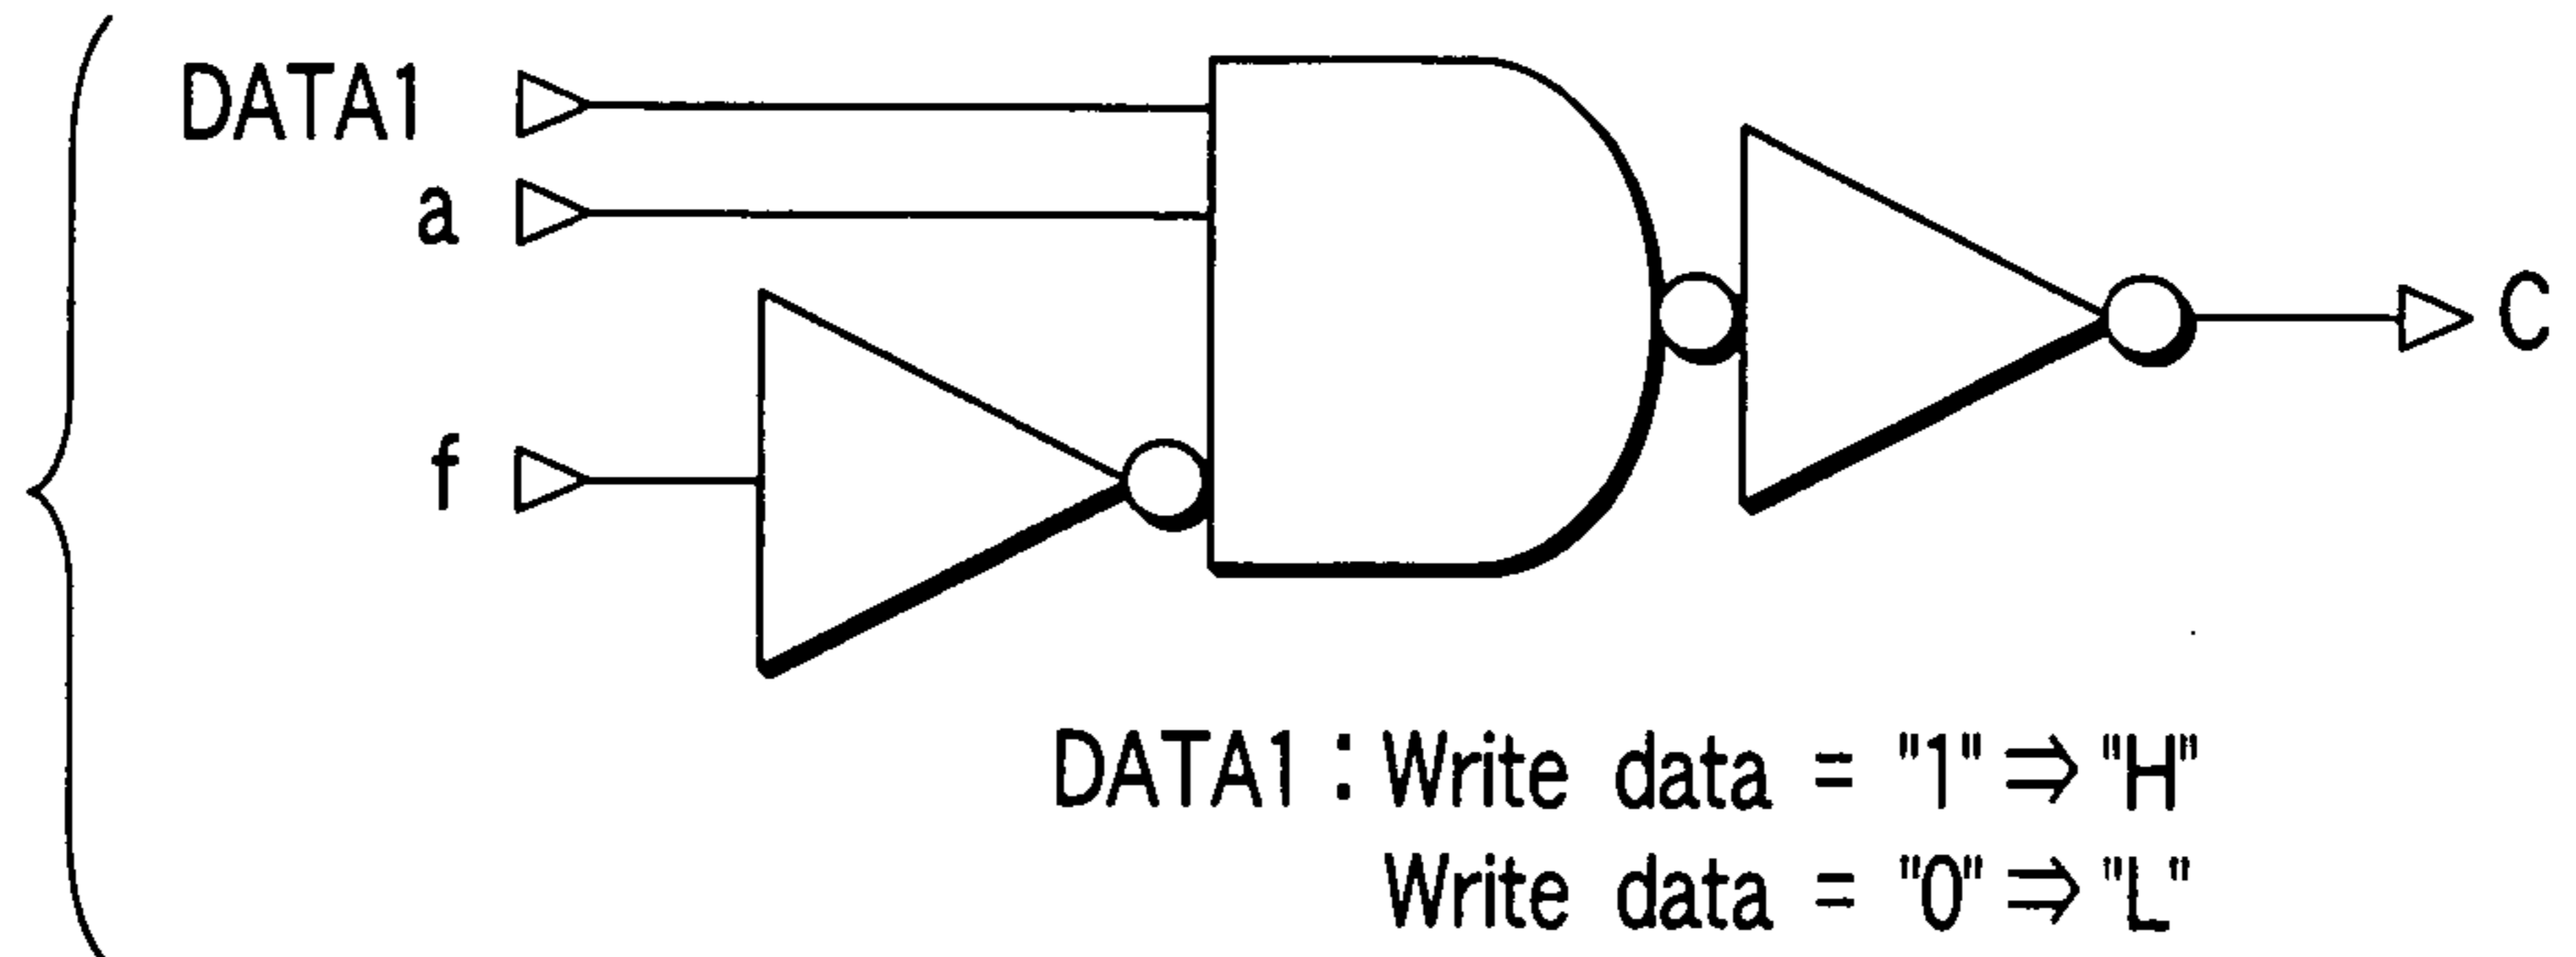 DATA1
a
f
C
DATA1 : Write data = "1" ⇒ "H"
Write data = "0" ⇒ "L"